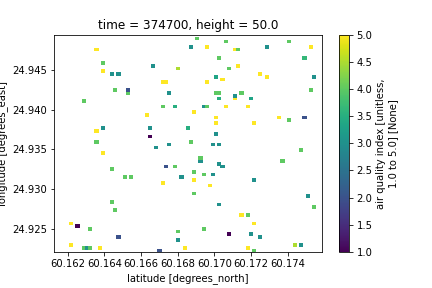 time = 374700, height = 50.0
longitude [degrees_east]
24.945
24.940
24.935
24.930
24.925
60.162 60.164 60.166 60.168 60.170 60.172 60.174
latitude [degrees_north]
5.0
4.5
4.0
3.5
3.0
2.5
2.0
1.5
1.0
air quality index [unitless,
1.0 to 5.0] [None]